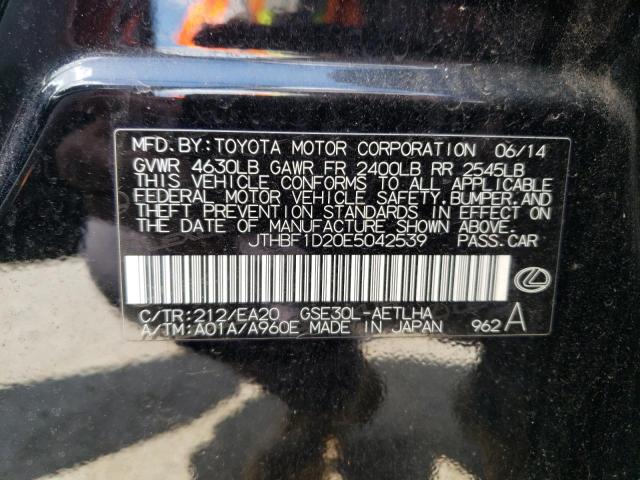 MFD. BY: TOYOTA MOTOR CORPORATION 06/14
GVWR 4630LB GAWR FR 2400LB RR 2545LB
THIS VEHICLE CONFORMS TO ALL APPLICABLE
FEDERAL MOTOR VEHICLE SAFETY, BUMPER, AND
THEFT PREVENTION STANDARDS IN EFFECT ON
THE DATE OF MANUFACTURE SHOWN ABOVE.
JTHBF1D20E5042539 PASS. CAR
C/TR: 212/EA20 GSE30L-AETLHA
A/TM: A01A/A960E MADE IN JAPAN 962 A